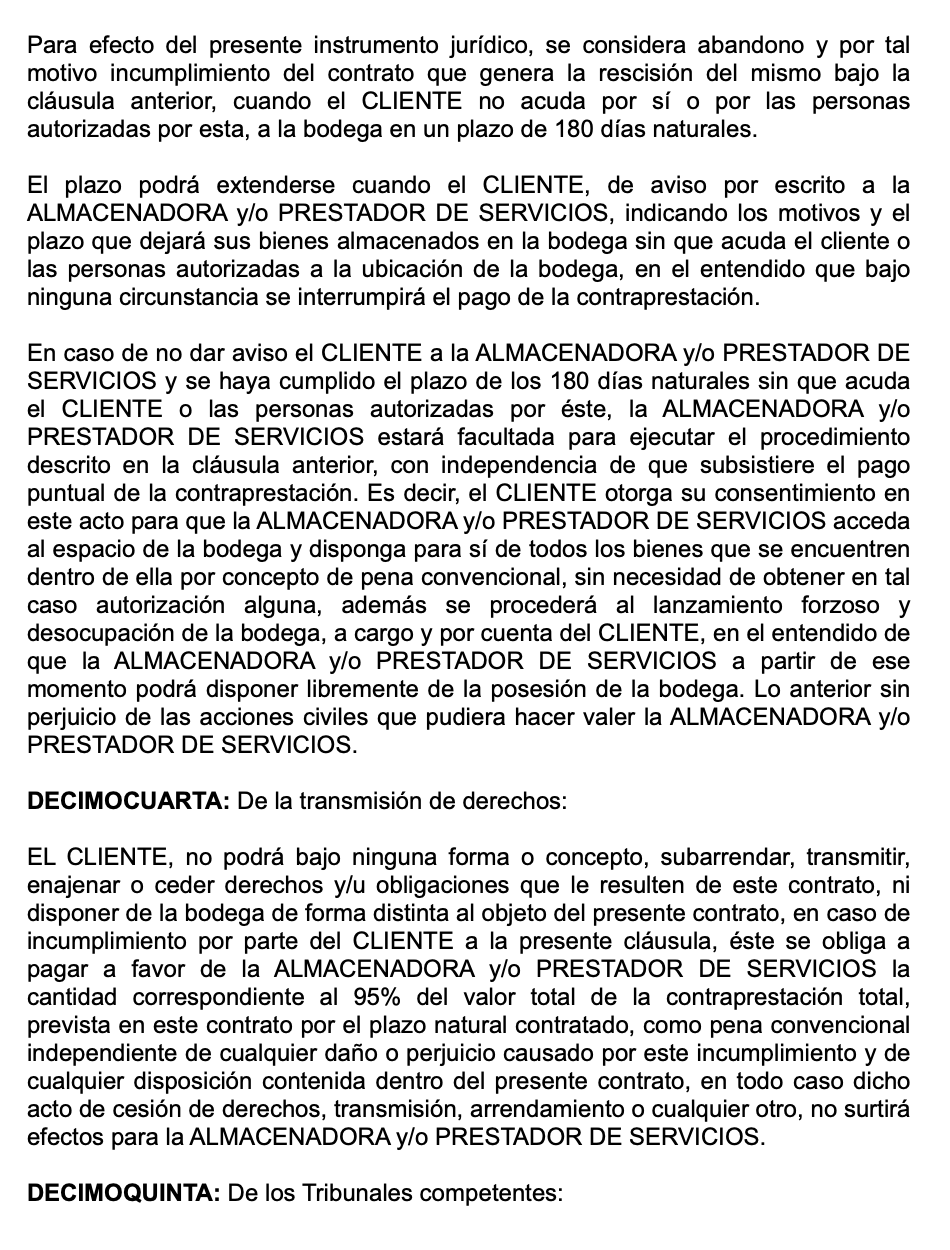 Para efecto del presente instrumento jurídico, se considera abandono y por tal
motivo incumplimiento del contrato que genera la rescisión del mismo bajo la
cláusula anterior, cuando el CLIENTE no acuda por sí o por las personas
autorizadas por esta, a la bodega en un plazo de 180 días naturales.

El plazo podrá extenderse cuando el CLIENTE, de aviso por escrito a la
ALMACENADORA y/o PRESTADOR DE SERVICIOS, indicando los motivos y el
plazo que dejará sus bienes almacenados en la bodega sin que acuda el cliente o
las personas autorizadas a la ubicación de la bodega, en el entendido que bajo
ninguna circunstancia se interrumpirá el pago de la contraprestación.

En caso de no dar aviso el CLIENTE a la ALMACENADORA y/o PRESTADOR DE
SERVICIOS y se haya cumplido el plazo de los 180 días naturales sin que acuda
el CLIENTE o las personas autorizadas por éste, la ALMACENADORA y/o
PRESTADOR DE SERVICIOS estará facultada para ejecutar el procedimiento
descrito en la cláusula anterior, con independencia de que subsistiere el pago
puntual de la contraprestación. Es decir, el CLIENTE otorga su consentimiento en
este acto para que la ALMACENADORA y/o PRESTADOR DE SERVICIOS acceda
al espacio de la bodega y disponga para sí de todos los bienes que se encuentren
dentro de ella por concepto de pena convencional, sin necesidad de obtener en tal
caso autorización alguna, además se procederá al lanzamiento forzoso y
desocupación de la bodega, a cargo y por cuenta del CLIENTE, en el entendido de
que la ALMACENADORA y/o PRESTADOR DE SERVICIOS a partir de ese
momento podrá disponer libremente de la posesión de la bodega. Lo anterior sin
perjuicio de las acciones civiles que pudiera hacer valer la ALMACENADORA y/o
PRESTADOR DE SERVICIOS.

DECIMOCUARTA: De la transmisión de derechos:

EL CLIENTE, no podrá bajo ninguna forma o concepto, subarrendar, transmitir,
enajenar o ceder derechos y/u obligaciones que le resulten de este contrato, ni
disponer de la bodega de forma distinta al objeto del presente contrato, en caso de
incumplimiento por parte del CLIENTE a la presente cláusula, éste se obliga a
pagar a favor de la ALMACENADORA y/o PRESTADOR DE SERVICIOS la
cantidad correspondiente al 95% del valor total de la contraprestación total,
prevista en este contrato por el plazo natural contratado, como pena convencional
independiente de cualquier daño o perjuicio causado por este incumplimiento y de
cualquier disposición contenida dentro del presente contrato, en todo caso dicho
acto de cesión de derechos, transmisión, arrendamiento o cualquier otro, no surtirá
efectos para la ALMACENADORA y/o PRESTADOR DE SERVICIOS.

DECIMOQUINTA: De los Tribunales competentes: